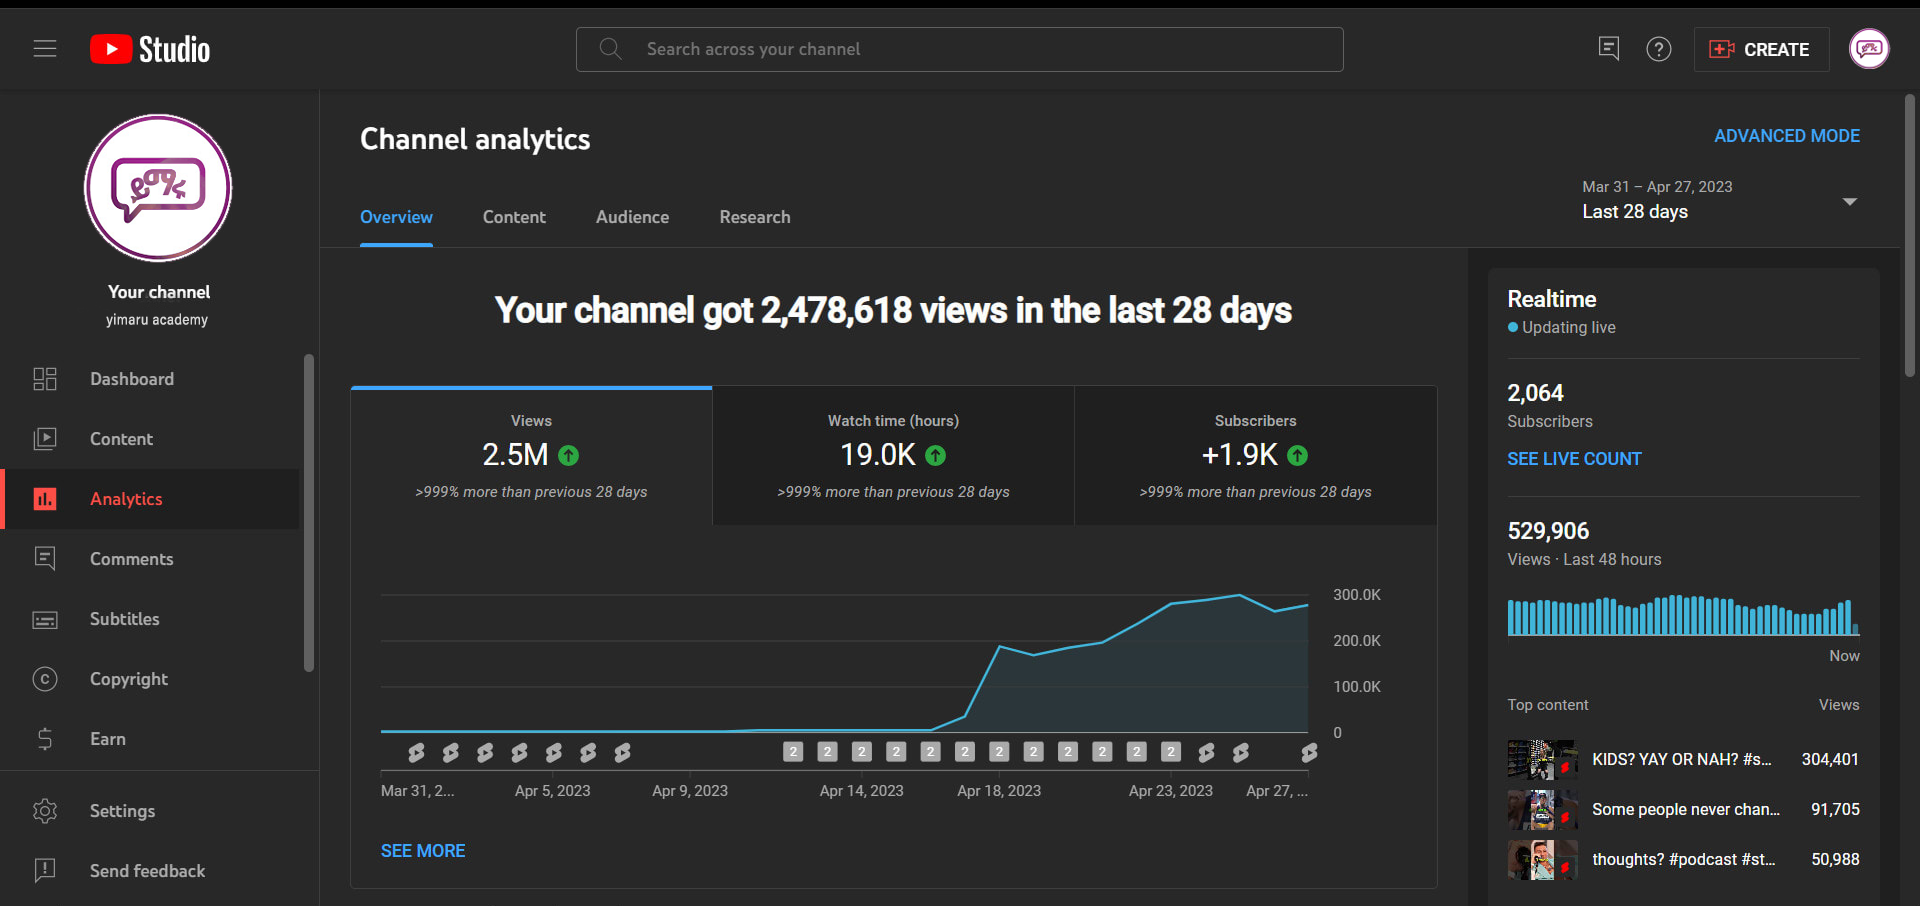 Studio
Search across your channel
CREATE
ይማሩ
Your channel
yimaru academy
Dashboard
Content
Analytics
Comments
Subtitles
Copyright
Earn
Settings
Send feedback
Channel analytics
ADVANCED MODE
Mar 31 – Apr 27, 2023
Last 28 days
Overview
Content
Audience
Research
Your channel got 2,478,618 views in the last 28 days
Views
2.5M
>999% more than previous 28 days
Watch time (hours)
19.0K
>999% more than previous 28 days
Subscribers
+1.9K
>999% more than previous 28 days
300.0K
200.0K
100.0K
0
2 2 2 2 2 2 2 2 2 2 2 2
Mar 31, 2... Apr 5, 2023 Apr 9, 2023 Apr 14, 2023 Apr 18, 2023 Apr 23, 2023 Apr 27, ...
SEE MORE
Realtime
Updating live
2,064
Subscribers
SEE LIVE COUNT
529,906
Views · Last 48 hours
Now
Top content Views
KIDS? YAY OR NAH? #s... 304,401
Some people never chan... 91,705
thoughts? #podcast #st... 50,988